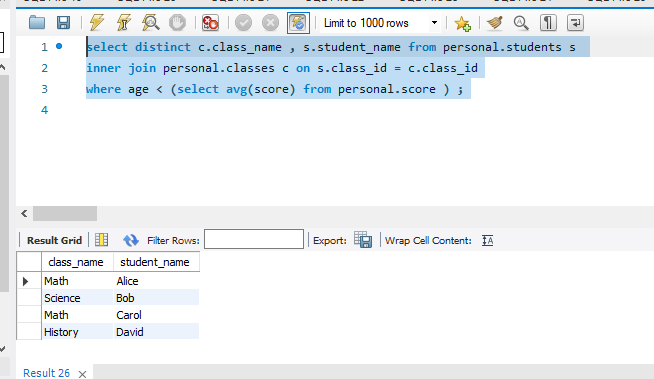 Limit to 1000 rows
1 select distinct c.class_name , s.student_name from personal.students s
2 inner join personal.classes c on s.class_id = c.class_id
3 where age < (select avg(score) from personal.score ) ;
4
Result Grid Filter Rows: Export: Wrap Cell Content:
class_name student_name
Math Alice
Science Bob
Math Carol
History David
Result 26 ×